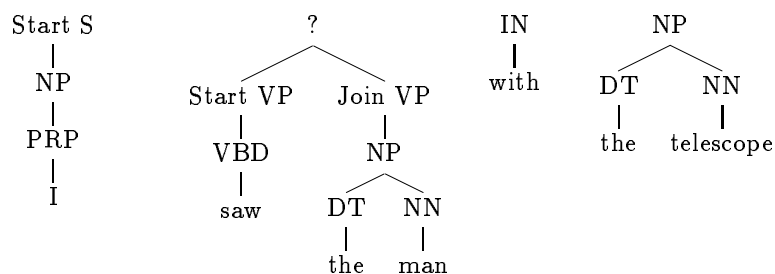 Start S ? IN NP
NP Start VP Join VP with DT NN
PRP VBD NP the telescope
I saw DT NN
the man